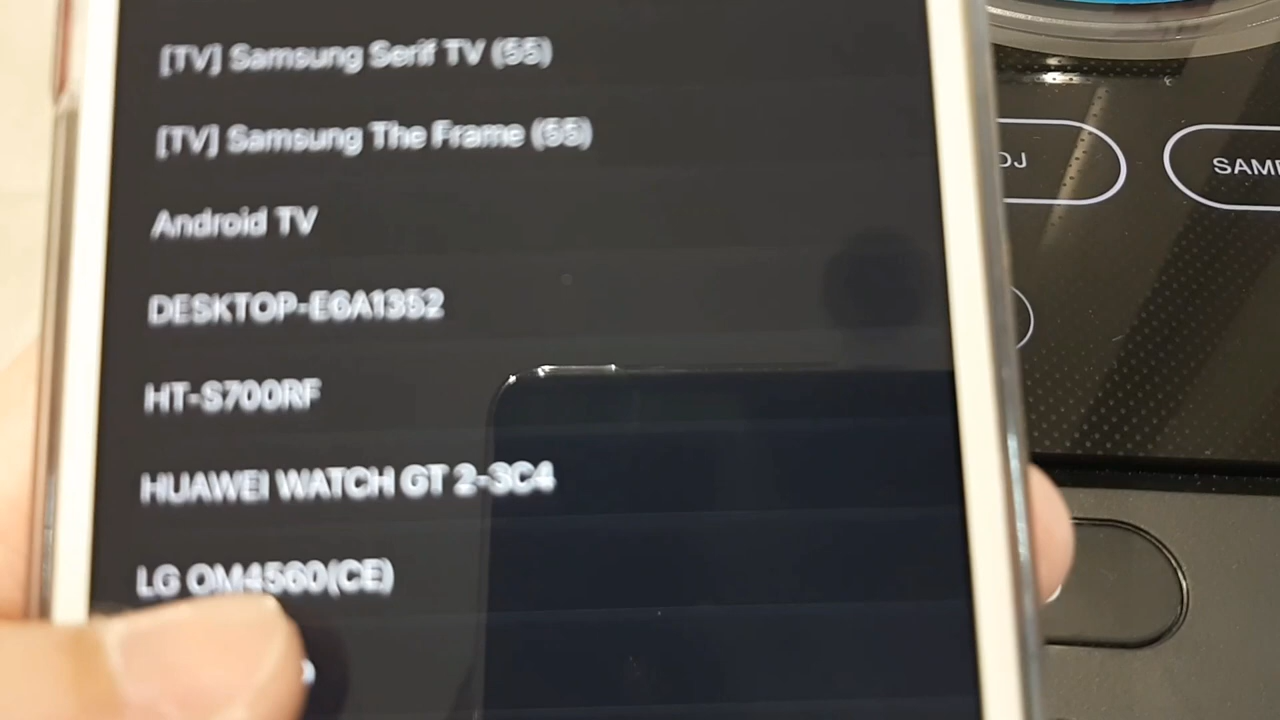 [TV] Samsung Serif TV (55)
[TV] Samsung The Frame (55)
Android TV
DESKTOP-E6A1352
HT-S700RF
HUAWEI WATCH GT 2-3C4
LG OM4560(CE)
DJ